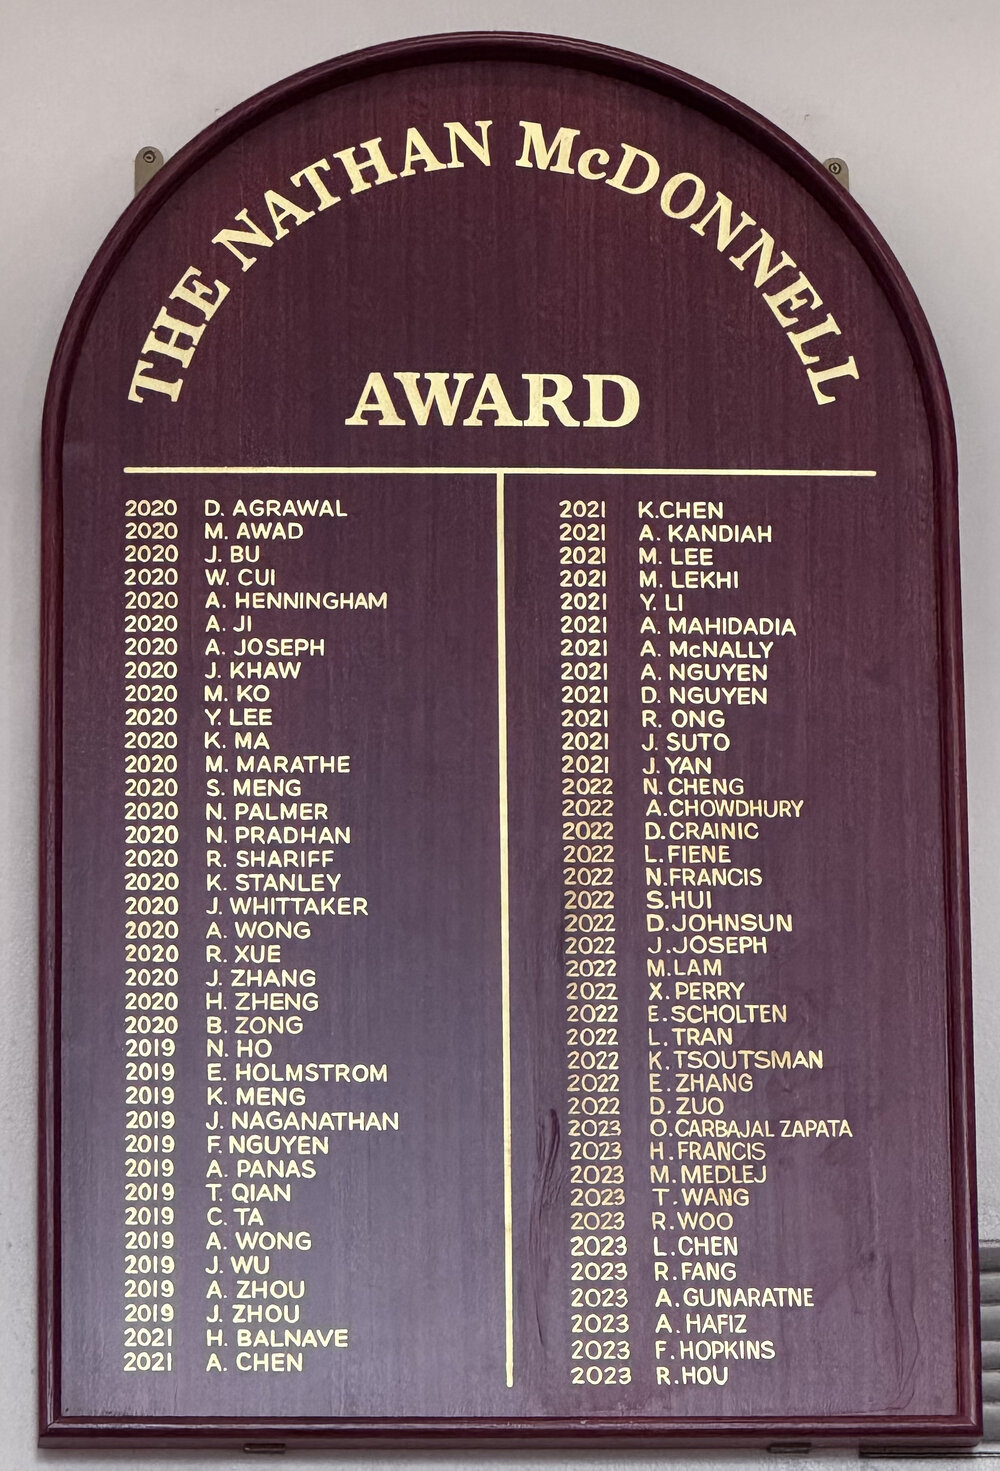 THE NATHAN McDONNELL
AWARD
2020 D. AGRAWAL
2020 M. AWAD
2020 J. BU
2020 W. CUI
2020 A. HENNINGHAM
2020 A. JI
2020 A. JOSEPH
2020 J. KHAW
2020 M. KO
2020 Y. LEE
2020 K. MA
2020 M. MARATHE
2020 S. MENG
2020 N. PALMER
2020 N. PRADHAN
2020 R. SHARIFF
2020 K. STANLEY
2020 J. WHITTAKER
2020 A. WONG
2020 R. XUE
2020 J. ZHANG
2020 H. ZHENG
2020 B. ZONG
2019 N. HO
2019 E. HOLMSTROM
2019 K. MENG
2019 J. NAGANATHAN
2019 F. NGUYEN
2019 A. PANAS
2019 T. QIAN
2019 C. TA
2019 A. WONG
2019 J. WU
2019 A. ZHOU
2019 J. ZHOU
2021 H. BALNAVE
2021 A. CHEN
2021 K.CHEN
2021 A. KANDIAH
2021 M. LEE
2021 M. LEKHI
2021 Y. LI
2021 A. MAHIDADIA
2021 A. McNALLY
2021 A. NGUYEN
2021 D. NGUYEN
2021 R. ONG
2021 J. SUTO
2021 J. YAN
2022 N. CHENG
2022 A.CHOWDHURY
2022 D.CRAINIC
2022 L.FIENE
2022 N.FRANCIS
2022 S.HUI
2022 D.JOHNSUN
2022 J.JOSEPH
2022 M.LAM
2022 X.PERRY
2022 E.SCHOLTEN
2022 L.TRAN
2022 K.TSOUTSMAN
2022 E.ZHANG
2022 D.ZUO
2023 O.CARBAJAL ZAPATA
2023 H.FRANCIS
2023 M.MEDLEJ
2023 T.WANG
2023 R.WOO
2023 L.CHEN
2023 R.FANG
2023 A.GUNARATNE
2023 A.HAFIZ
2023 F.HOPKINS
2023 R.HOU